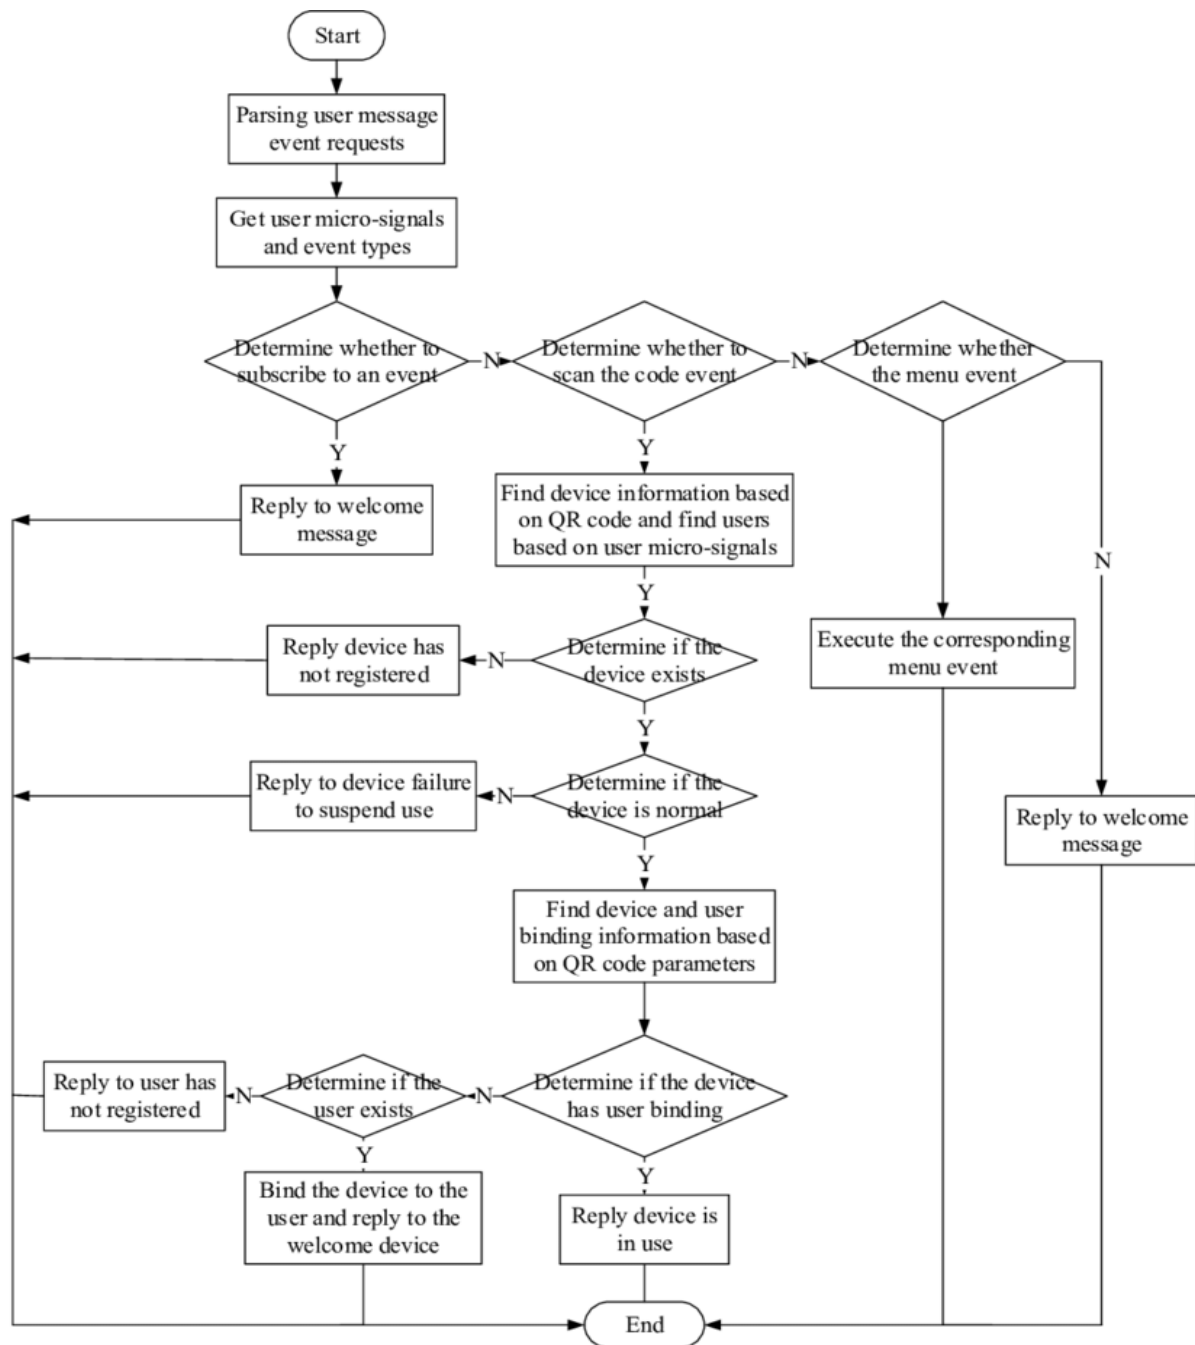 Start
Parsing user message
event requests
Get user micro-signals
and event types
Determine whether to
subscribe to an event
N
Determine whether to
scan the code event
N
Determine whether
the menu event
Y
Y
Reply to welcome
message
Find device information based
on QR code and find users
based on user micro-signals
N
Y
Reply device has
not registered
N
Determine if the
device exists
Execute the corresponding
menu event
Y
Reply to device failure
to suspend use
N
Determine if the
device is normal
Reply to welcome
message
Y
Find device and user
binding information based
on QR code parameters
Reply to user has
not registered
N
Determine if the
user exists
N
Determine if the device
has user binding
Y
Y
Bind the device to the
user and reply to the
welcome device
Reply device is
in use
End